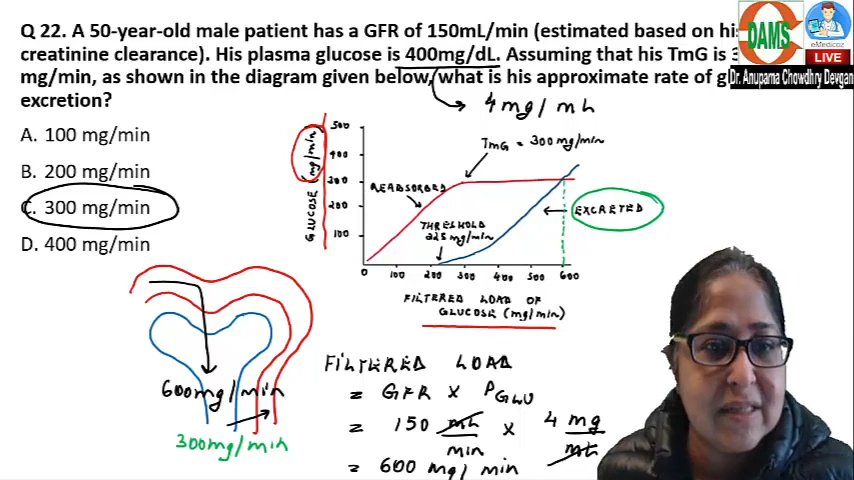 Q 22. A 50-year-old male patient has a GFR of 150mL/min (estimated based on his
creatinine clearance). His plasma glucose is 400mg/dL. Assuming that his TmG is 3
mg/min, as shown in the diagram given below, what is his approximate rate of gl
excretion?
4 mg/mL
A. 100 mg/min
B. 200 mg/min
C. 300 mg/min
D. 400 mg/min
GLUCOSE (mg/min)
500
400
300
200
100
TmG = 300 mg/min
REABSORBED
THRESHOLD
225 mg/min
EXCRETED
0 100 200 300 400 500 600
FILTERED LOAD OF
GLUCOSE (mg/min)
600mg/min
300mg/min
FILTERED LOAD
= GFR X PGLU
= 150 mL/min X 4 mg/mL
= 600 mg/min
DAMS
eMedicoz
LIVE
Dr. Anupama Chowdhry Devgan